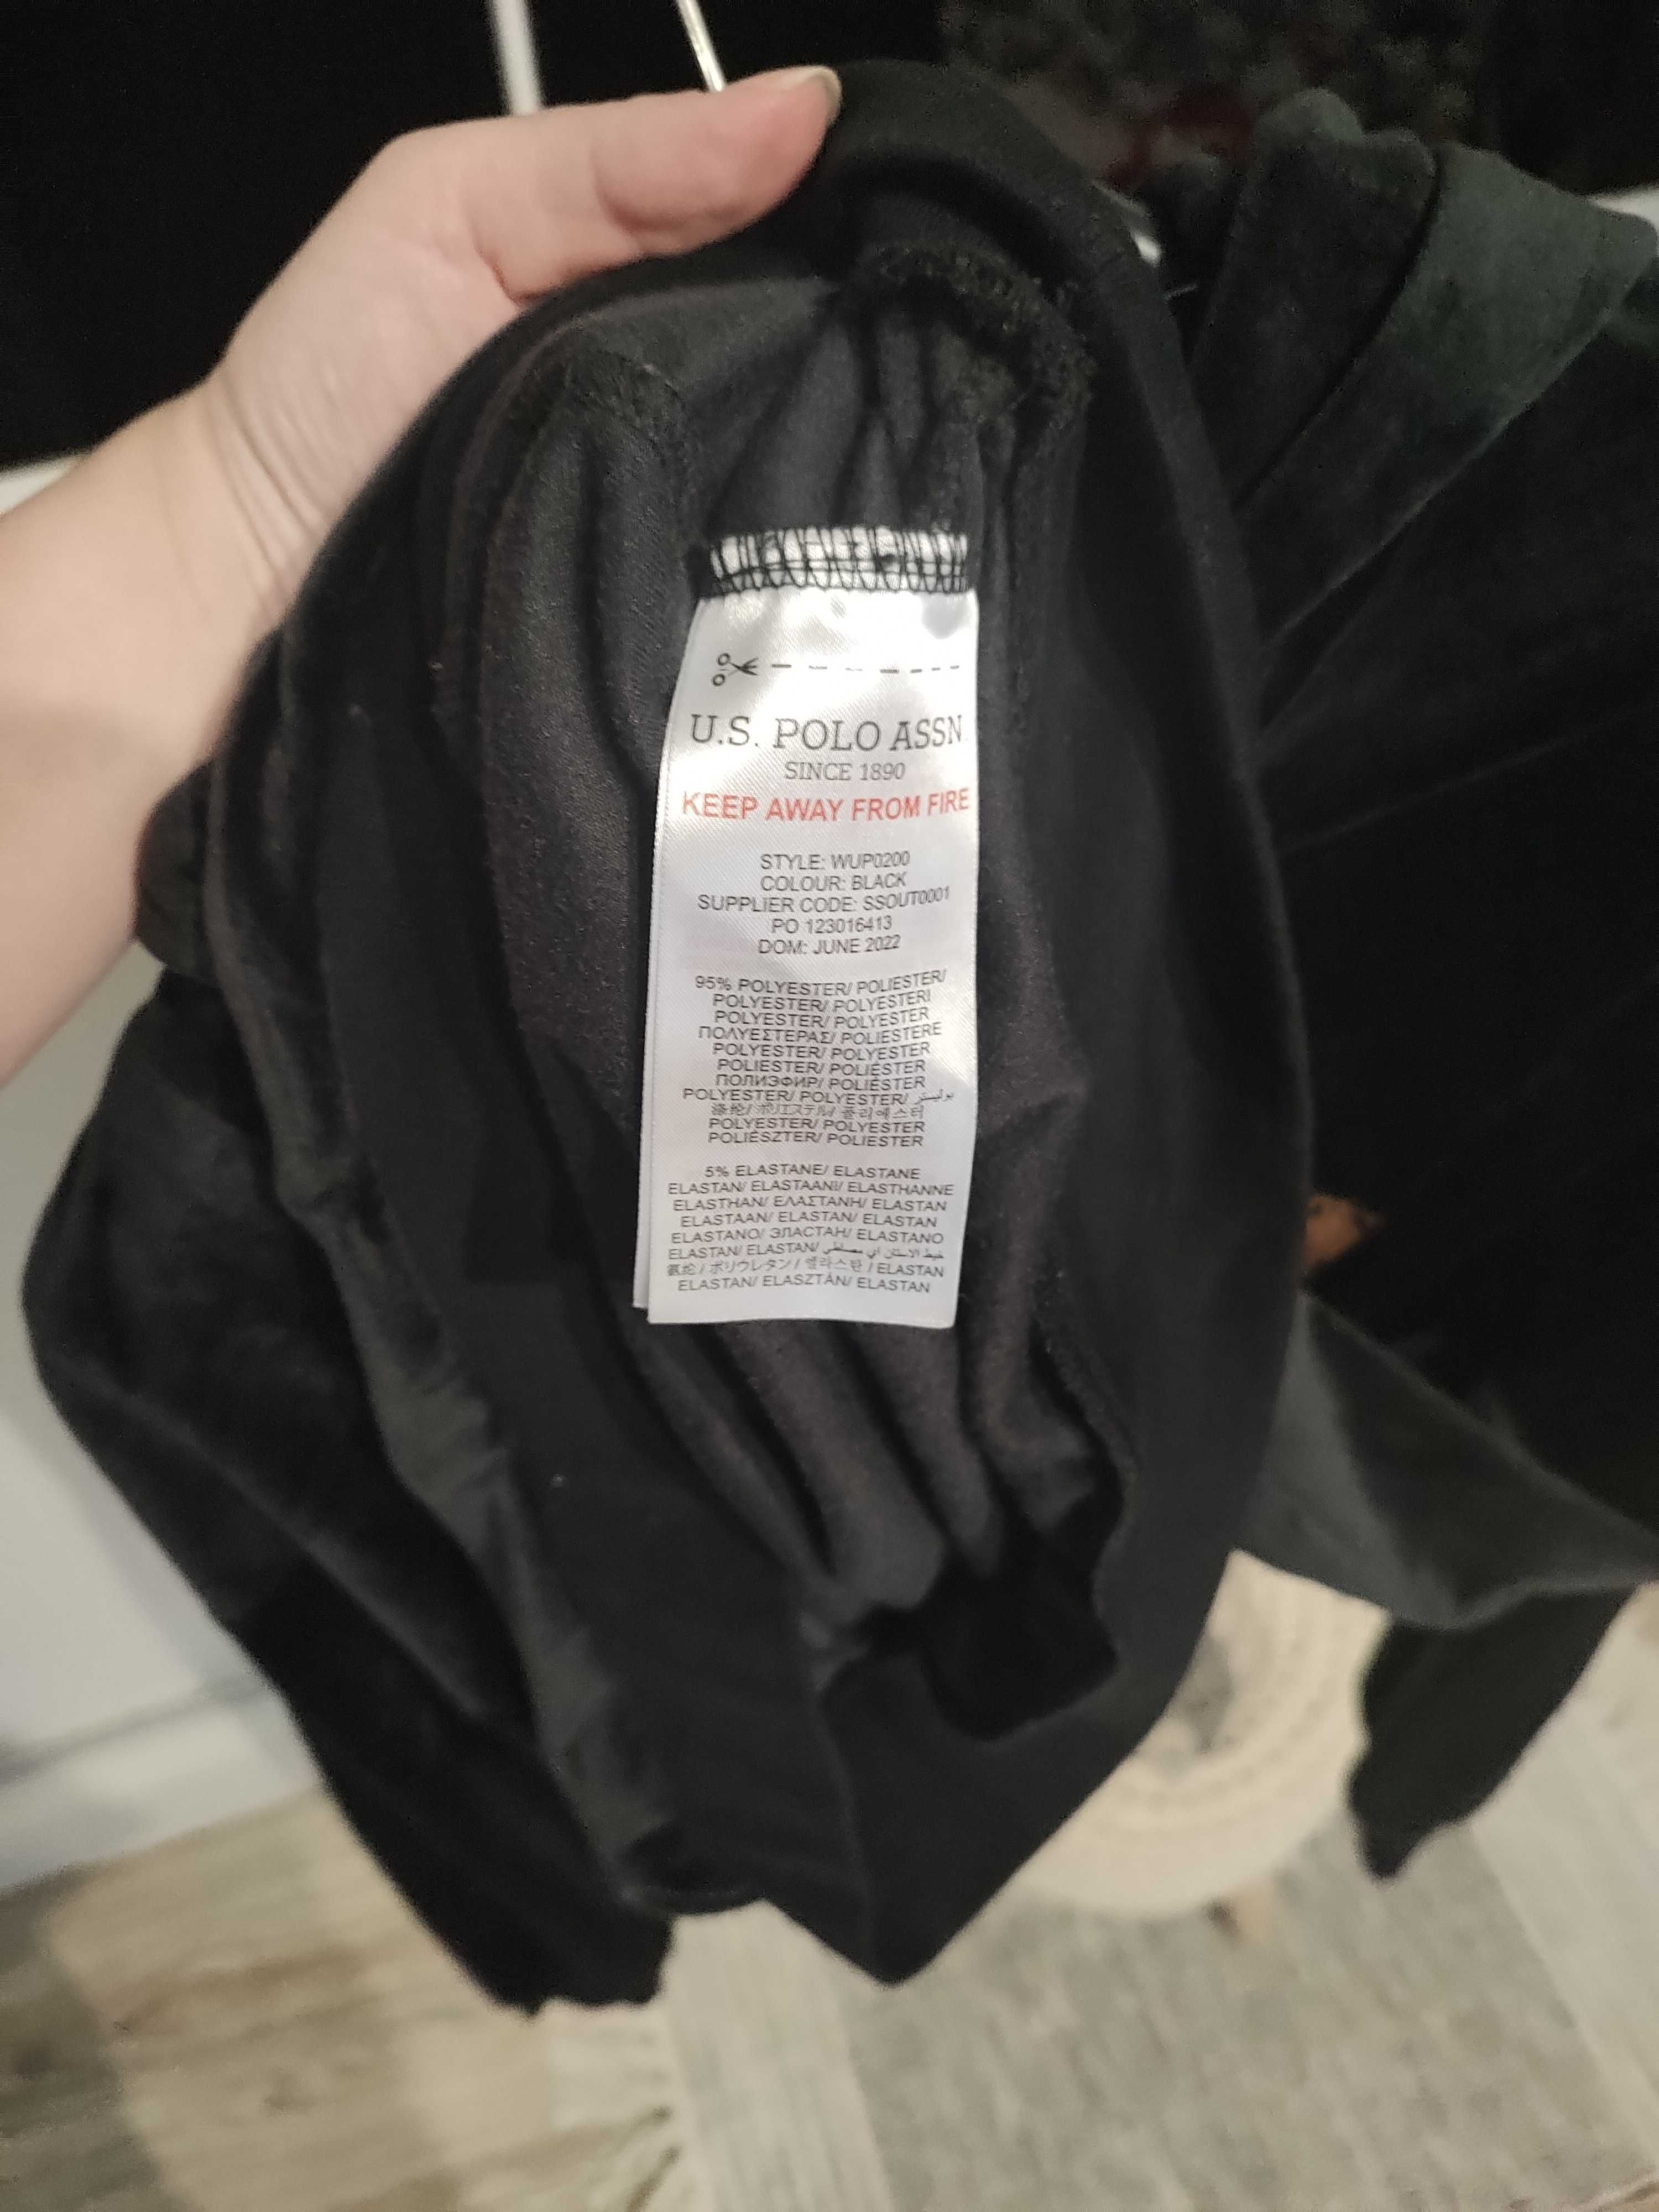 U.S. POLO ASSN.
SINCE 1890
KEEP AWAY FROM FIRE
STYLE: WUP0200
COLOUR: BLACK
SUPPLIER CODE: SSOUT0001
PO 123016413
DOM: JUNE 2022
95% POLYESTER/ POLIESTER/
POLYESTER/ POLYESTERI
POLYESTER/ POLYESTER
ΠΟΛΥΕΣΤΕΡΑΣ/ POLIESTERE
POLYESTER/ POLYESTER
POLIESTER/ POLIÉSTER
ПОЛИЭФИР/ POLIÉSTER
POLYESTER/ POLYESTER/ بوليستر
涤纶/ ポリエステル/ 폴리에스터
POLYESTER/ POLYESTER
POLIÉSZTER/ POLIESTER
5% ELASTANE/ ELASTANE
ELASTAN/ ELASTAANI/ ELASTHANNE
ELASTHAN/ ΕΛΑΣΤΑΝΗ/ ELASTAN
ELASTAAN/ ELASTAN/ ELASTAN
ELASTANO/ ЭЛАСТАН/ ELASTANO
ELASTAN/ ELASTAN/
氨纶/ ポリウレタン / 엘라스탄 / ELASTAN
ELASTAN/ ELASZTÁN/ ELASTAN